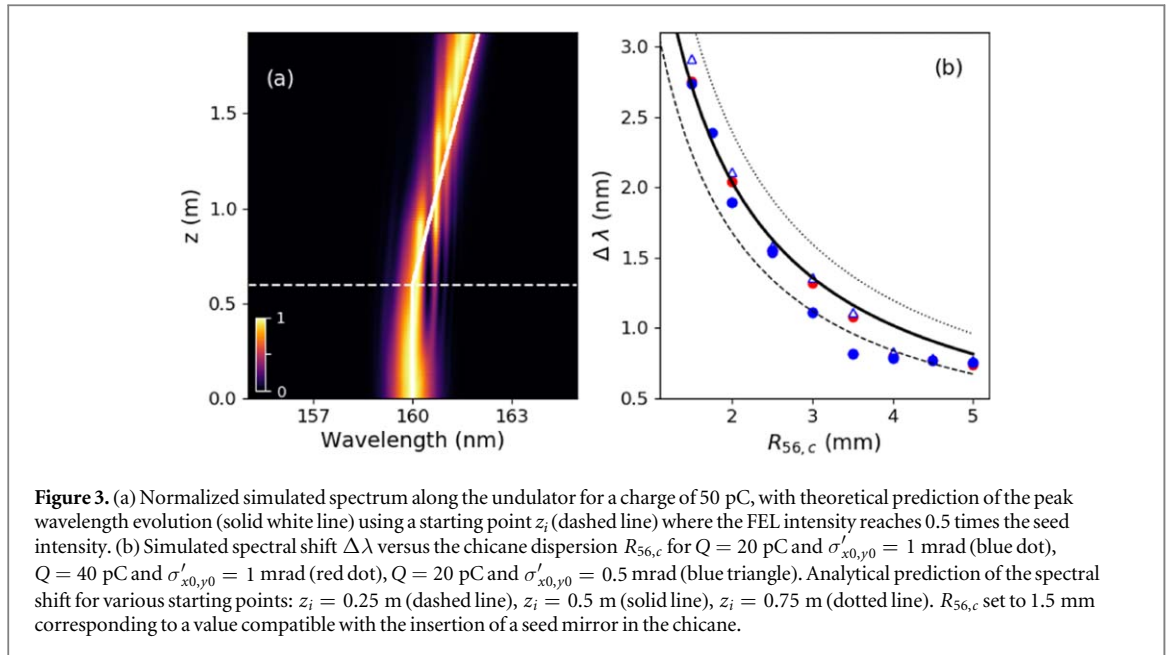 (a)
1.5
1.0
0.5
0.0
z (m)
1
0
157 160 163
Wavelength (nm)
(b)
3.0
2.5
2.0
1.5
1.0
0.5
Δ λ (nm)
2 3 4 5
R56, c (mm)
Figure 3. (a) Normalized simulated spectrum along the undulator for a charge of 50 pC, with theoretical prediction of the peak
wavelength evolution (solid white line) using a starting point zi (dashed line) where the FEL intensity reaches 0.5 times the seed
intensity. (b) Simulated spectral shift Δλ versus the chicane dispersion R56,c for Q = 20 pC and σ′x0,y0 = 1 mrad (blue dot),
Q = 40 pC and σ′x0,y0 = 1 mrad (red dot), Q = 20 pC and σ′x0,y0 = 0.5 mrad (blue triangle). Analytical prediction of the spectral
shift for various starting points: zi = 0.25 m (dashed line), zi = 0.5 m (solid line), zi = 0.75 m (dotted line). R56,c set to 1.5 mm
corresponding to a value compatible with the insertion of a seed mirror in the chicane.